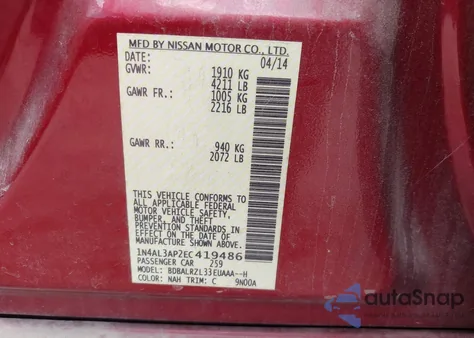 MFD BY NISSAN MOTOR CO., LTD.
DATE: 04/14
GVWR: 1910 KG
4211 LB
GAWR FR.: 1005 KG
2216 LB
GAWR RR.: 940 KG
2072 LB
THIS VEHICLE CONFORMS TO
ALL APPLICABLE FEDERAL
MOTOR VEHICLE SAFETY,
BUMPER, AND THEFT
PREVENTION STANDARDS IN
EFFECT ON THE DATE OF
MANUFACTURE SHOWN ABOVE.
1N4AL3AP2EC419486
PASSENGER CAR 259
MODEL: BDBALRZL33EUAAA--H
COLOR: NAH TRIM: C 9N00A
autoSnap